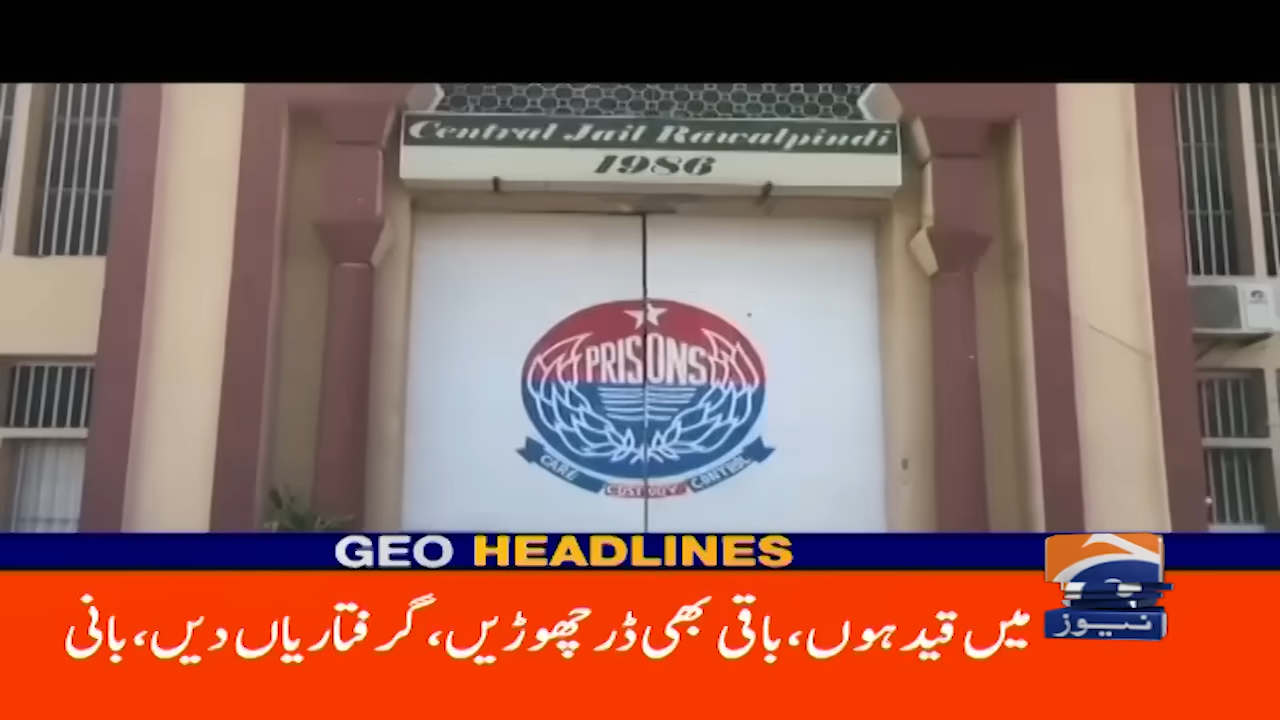 Central Jail Rawalpindi
1986
PRISONS
CARE
CUSTODY
CONTROL
GEO HEADLINES
میں قید ہوں، باقی بھی ڈر چھوڑیں، گرفتاریاں دیں، بانی
نیوز